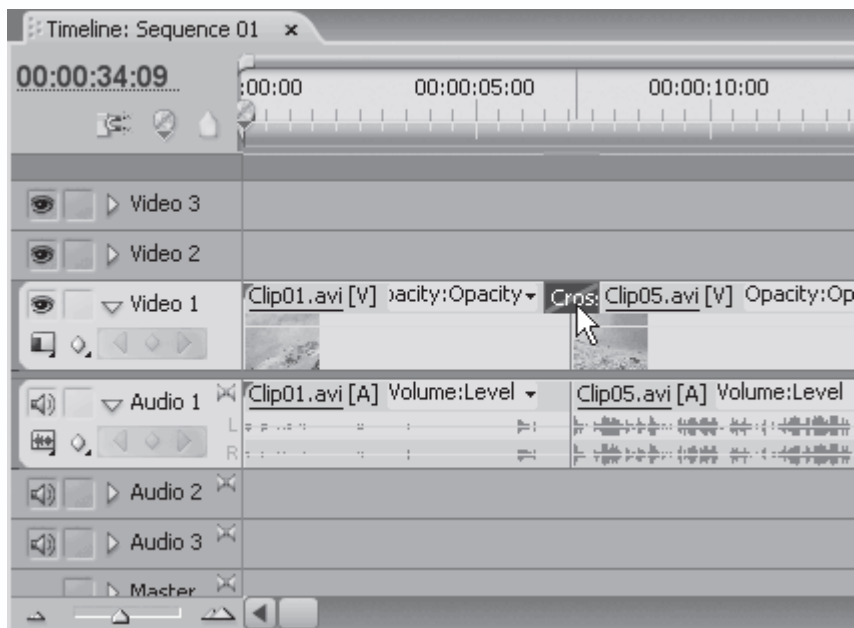 Timeline: Sequence 01 x
00:00:34:09
:00:00 00:00:05:00 00:00:10:00
Video 3
Video 2
Video 1
Clip01.avi [V] pacity:Opacity Cros Clip05.avi [V] Opacity:Op
Audio 1
Clip01.avi [A] Volume:Level Clip05.avi [A] Volume:Level
L
R
Audio 2
Audio 3
Master